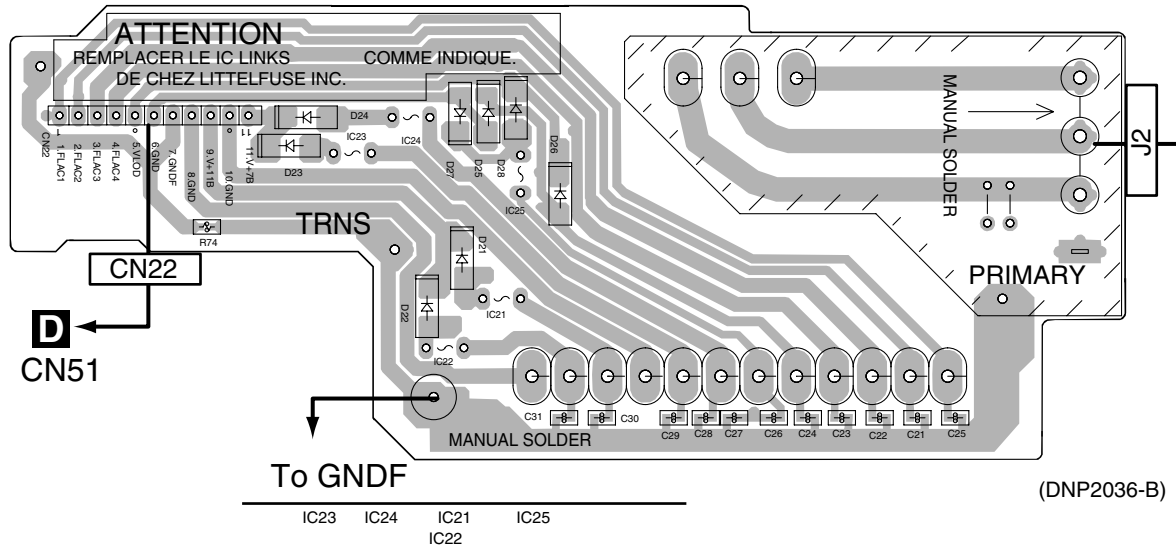 ATTENTION
REMPLACER LE IC LINKS COMME INDIQUE.
DE CHEZ LITTELFUSE INC.
CN22
1
11
1.FLAC1
2.FLAC2
3.FLAC3
4.FLAC4
5.VLOD
6.GND
7.GNDF
8.GND
9.V+11B
10.GND
11.V+7B
D24
IC23
D23
IC24
D27
D25
D28
IC25
D26
R74
TRNS
D21
D22
IC21
IC22
MANUAL SOLDER
J2
PRIMARY
CN22
D
CN51
C31
C30
C29
C28
C27
C26
C24
C23
C22
C21
C25
MANUAL SOLDER
To GNDF
(DNP2036-B)
IC23 IC24 IC21 IC25
IC22